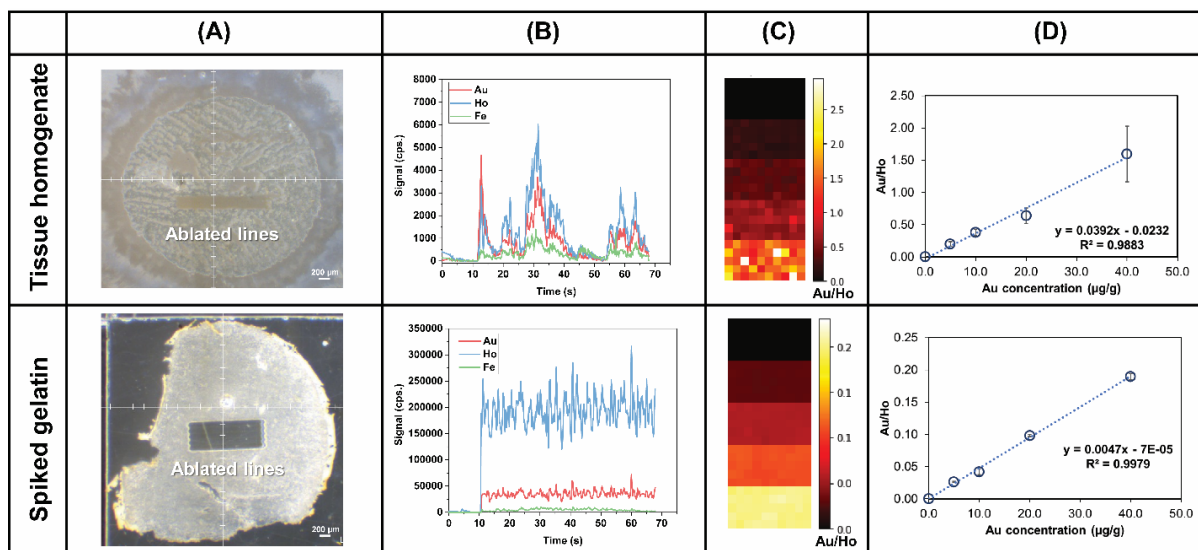 (A)
(B)
(C)
(D)
Tissue homogenate
Ablated lines
200 µm
8000
7000
6000
5000
4000
3000
2000
1000
0
Signal (cps.)
Au
Ho
Fe
0 10 20 30 40 50 60 70
Time (s)
2.5
2.0
1.5
1.0
0.5
0.0
Au/Ho
2.50
2.00
1.50
1.00
0.50
0.00
Au/Ho
y = 0.0392x - 0.0232
R² = 0.9883
0.0 10.0 20.0 30.0 40.0 50.0
Au concentration (µg/g)
Spiked gelatin
Ablated lines
200 µm
350000
300000
250000
200000
150000
100000
50000
0
Signal (cps.)
Au
Ho
Fe
0 10 20 30 40 50 60 70
Time (s)
0.2
0.1
0.1
0.0
0.0
Au/Ho
0.25
0.20
0.15
0.10
0.05
0.00
Au/Ho
y = 0.0047x - 7E-05
R² = 0.9979
0.0 10.0 20.0 30.0 40.0 50.0
Au concentration (µg/g)